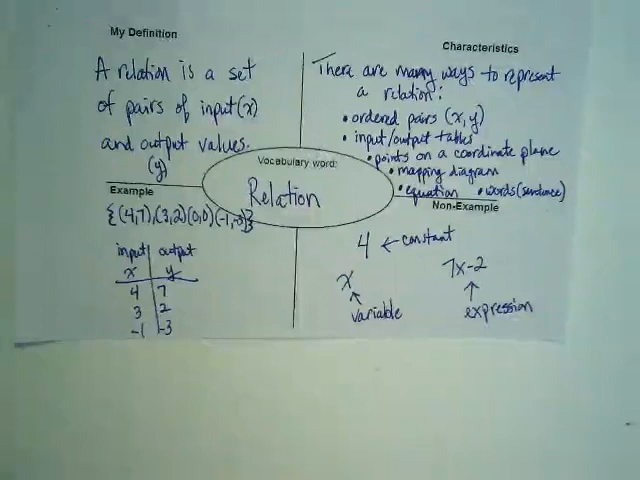 My Definition
A relation is a set
of pairs of input(x)
and output values.
(y)
Characteristics
There are many ways to represent
a relation:
• ordered pairs (x,y)
• input/output tables
• points on a coordinate plane
• mapping diagram
• equation • words (sentence)
Vocabulary word:
Relation
Example
{(4,7),(3,2)(0,0)(-1,-3)}
input output
x y
4 7
3 2
-1 -3
Non-Example
4 ← constant
x
variable
7x-2
expression